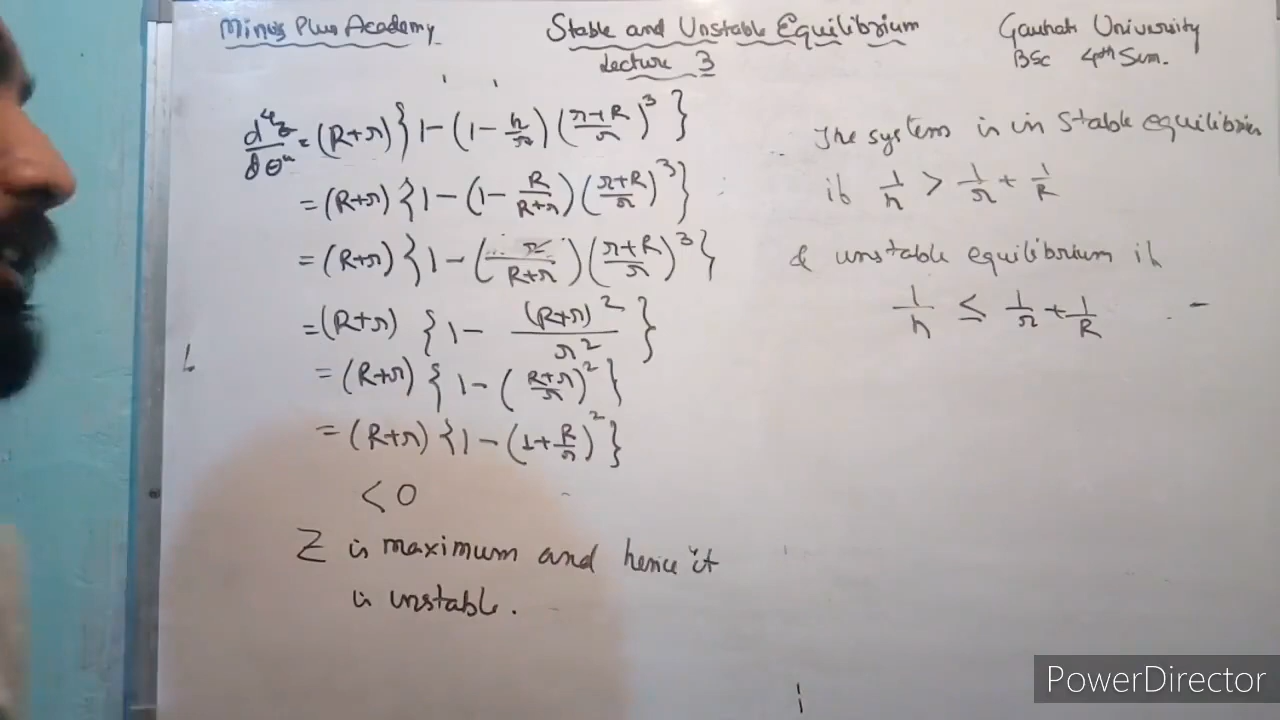 Minus Plus Academy
Stable and Unstable Equilibrium
Lecture 3
Gauhati University
BSc 4th Sem.
d⁴z/dθ⁴ = (R+r) {1 - (1 - h/r) ((r+R)/r)³}
= (R+r) {1 - (1 - R/(R+r)) ((r+R)/r)³}
= (R+r) {1 - (r/(R+r)) ((r+R)/r)³}
= (R+r) {1 - (R+r)²/r²}
= (R+r) {1 - ((R+r)/r)²}
= (R+r) {1 - (1 + R/r)²}
< 0
Z is maximum and hence it
is unstable.
The system is in stable equilibrium
if 1/h > 1/r + 1/R
& unstable equilibrium if
1/h ≤ 1/r + 1/R
PowerDirector